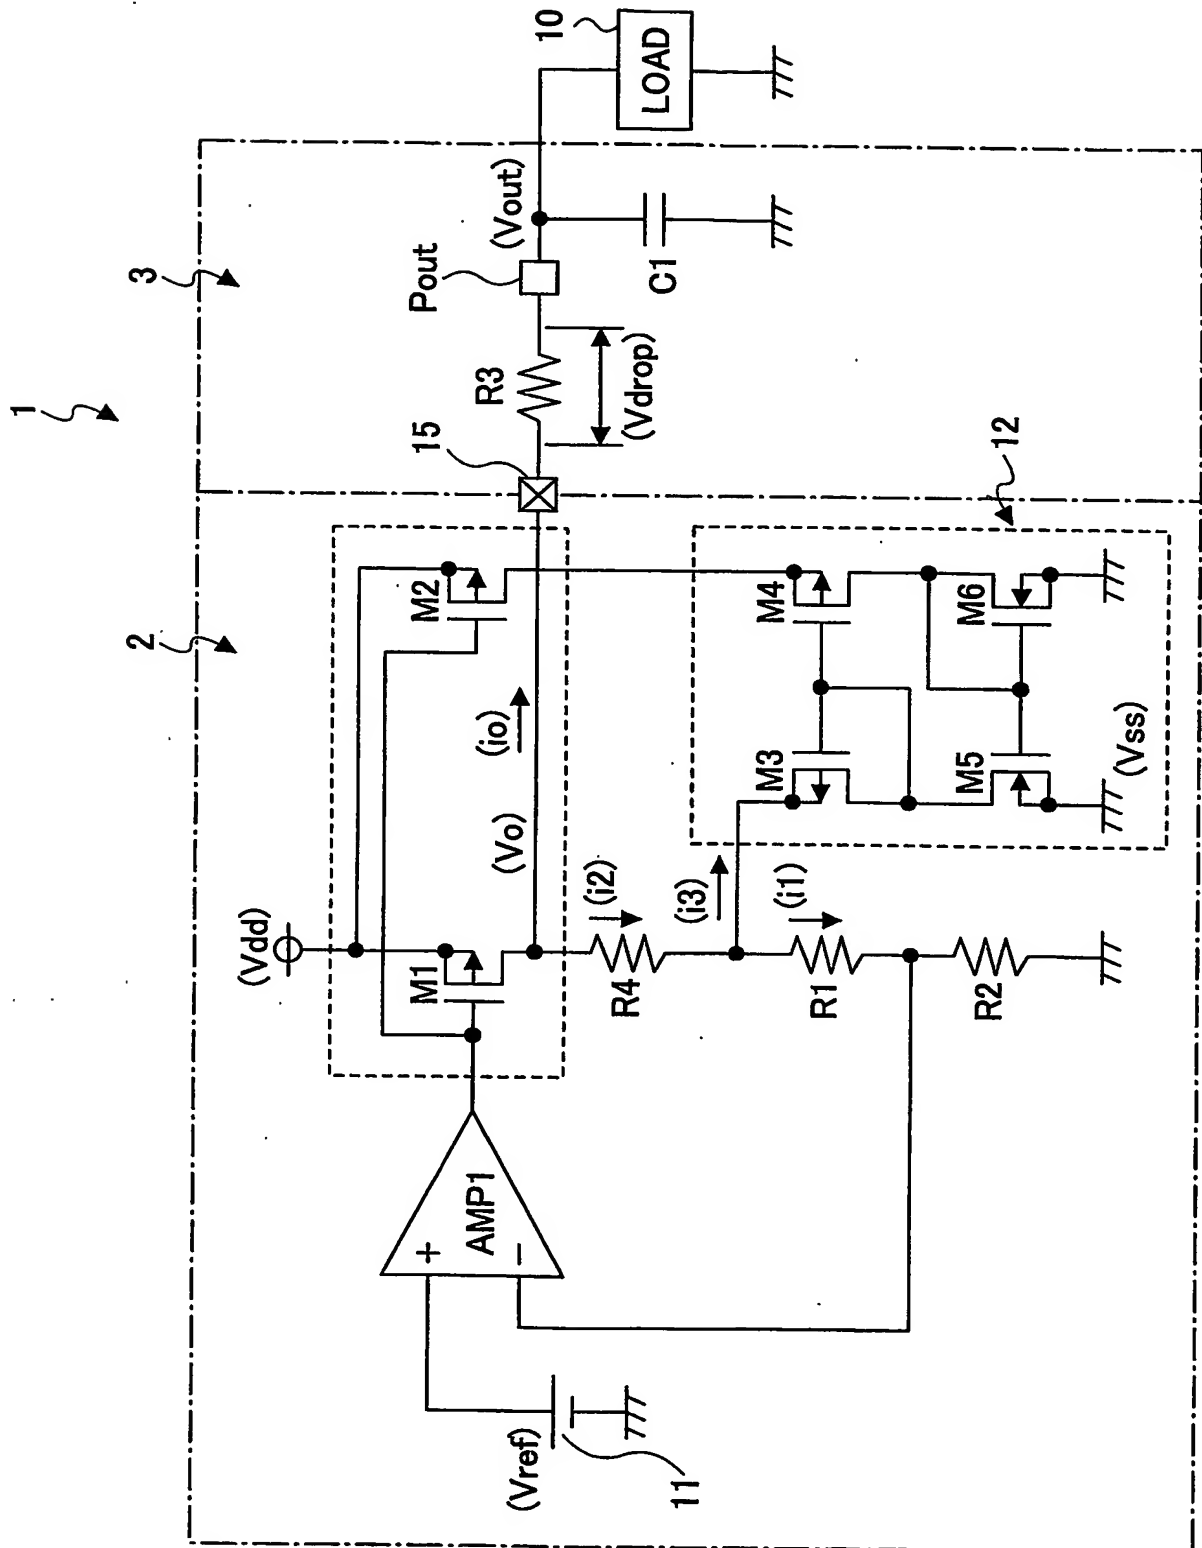 1
2
3
(Vdd)
M1
M2
AMP1
+
−
(Vref)
11
(Vo)
(io)
15
R3
(Vdrop)
Pout
(Vout)
C1
10
LOAD
R4
(i2)
(i3)
R1
(i1)
R2
12
M3
M4
M5
M6
(Vss)